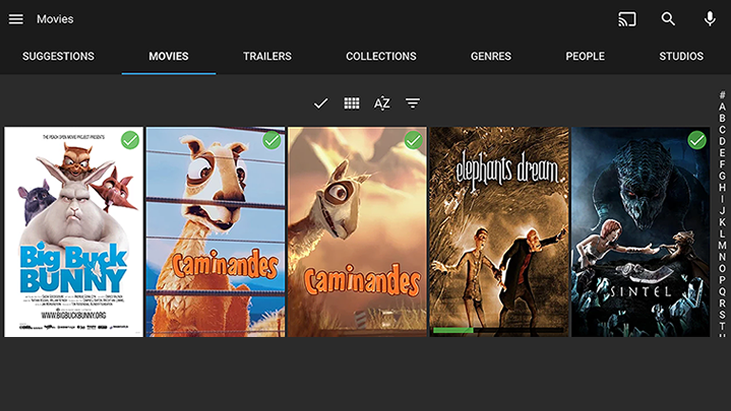 Movies
SUGGESTIONS
MOVIES
TRAILERS
COLLECTIONS
GENRES
PEOPLE
STUDIOS
AZ
THE PEACH OPEN MOVIE PROJECT PRESENTS
Big Buck
BUNNY
WWW.BIGBUCKBUNNY.ORG
Caminandes
Caminandes
elephants dream
SINTEL
#
A
B
C
D
E
F
G
H
I
J
K
L
M
N
O
P
Q
R
S
T